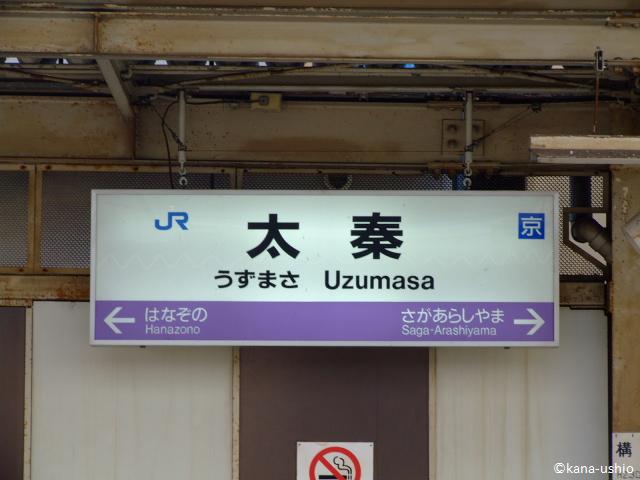 JR
太秦
京
うずまさ Uzumasa
← はなぞの
Hanazono
さがあらしやま →
Saga-Arashiyama
構
©kana-ushio